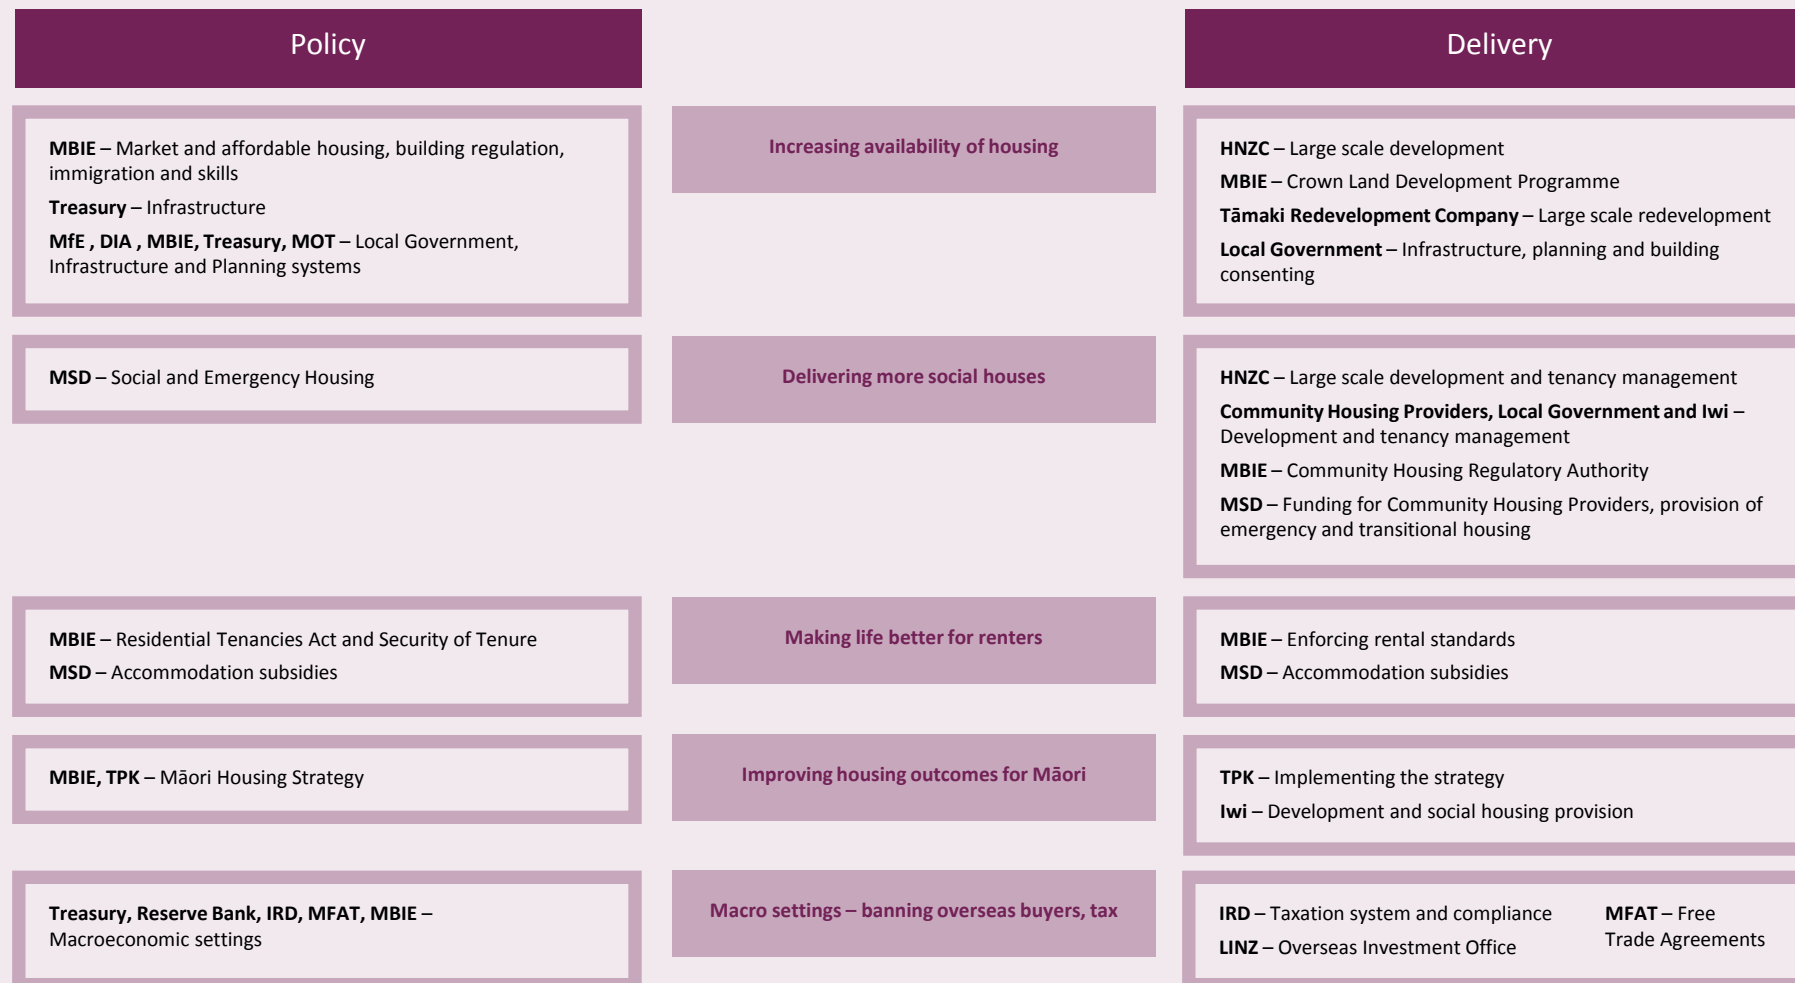 Policy
Delivery
MBIE – Market and affordable housing, building regulation,
immigration and skills
Treasury – Infrastructure
MfE , DIA , MBIE, Treasury, MOT – Local Government,
Infrastructure and Planning systems
Increasing availability of housing
HNZC – Large scale development
MBIE – Crown Land Development Programme
Tāmaki Redevelopment Company – Large scale redevelopment
Local Government – Infrastructure, planning and building
consenting
MSD – Social and Emergency Housing
Delivering more social houses
HNZC – Large scale development and tenancy management
Community Housing Providers, Local Government and Iwi –
Development and tenancy management
MBIE – Community Housing Regulatory Authority
MSD – Funding for Community Housing Providers, provision of
emergency and transitional housing
MBIE – Residential Tenancies Act and Security of Tenure
MSD – Accommodation subsidies
Making life better for renters
MBIE – Enforcing rental standards
MSD – Accommodation subsidies
MBIE, TPK – Māori Housing Strategy
Improving housing outcomes for Māori
TPK – Implementing the strategy
Iwi – Development and social housing provision
Treasury, Reserve Bank, IRD, MFAT, MBIE –
Macroeconomic settings
Macro settings – banning overseas buyers, tax
IRD – Taxation system and compliance
LINZ – Overseas Investment Office
MFAT – Free
Trade Agreements